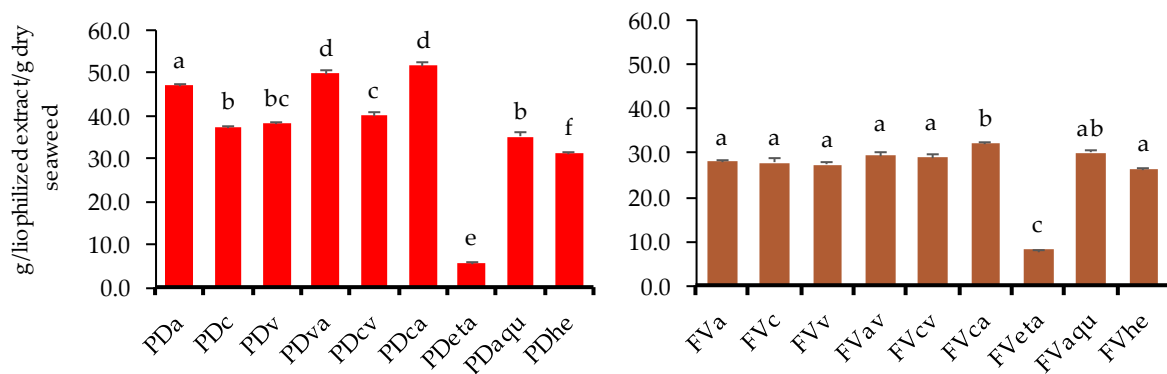 g/liophilized extract/g dry
seaweed
60.0
50.0
40.0
30.0
20.0
10.0
0.0
a
b
bc
d
c
d
e
b
f
PDa
PDc
PDv
PDva
PDcv
PDca
PDeta
PDaqu
PDhe
60.0
50.0
40.0
30.0
20.0
10.0
0.0
a
a
a
a
a
b
c
ab
a
FVa
FVc
FVv
FVav
FVcv
FVca
FVeta
FVaqu
FVhe